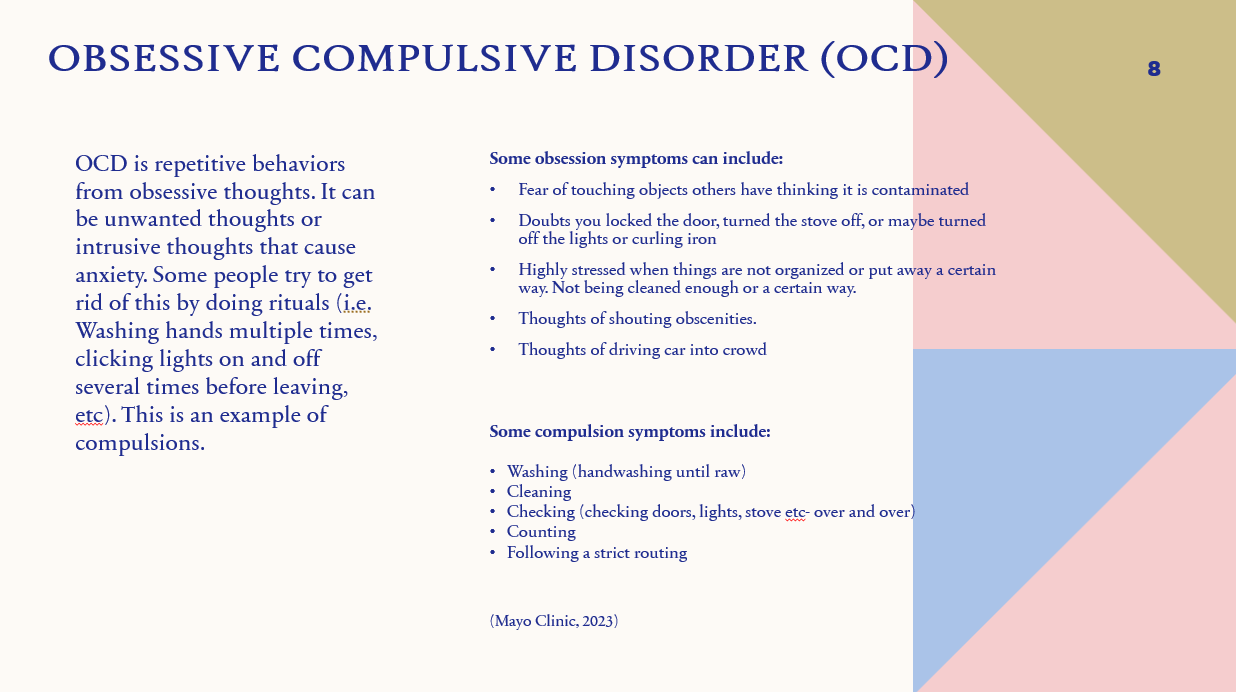 OBSESSIVE COMPULSIVE DISORDER (OCD)
8
OCD is repetitive behaviors
from obsessive thoughts. It can
be unwanted thoughts or
intrusive thoughts that cause
anxiety. Some people try to get
rid of this by doing rituals (i.e.
Washing hands multiple times,
clicking lights on and off
several times before leaving,
etc). This is an example of
compulsions.
Some obsession symptoms can include:
• Fear of touching objects others have thinking it is contaminated
• Doubts you locked the door, turned the stove off, or maybe turned
off the lights or curling iron
• Highly stressed when things are not organized or put away a certain
way. Not being cleaned enough or a certain way.
• Thoughts of shouting obscenities.
• Thoughts of driving car into crowd
Some compulsion symptoms include:
• Washing (handwashing until raw)
• Cleaning
• Checking (checking doors, lights, stove etc- over and over)
• Counting
• Following a strict routing
(Mayo Clinic, 2023)